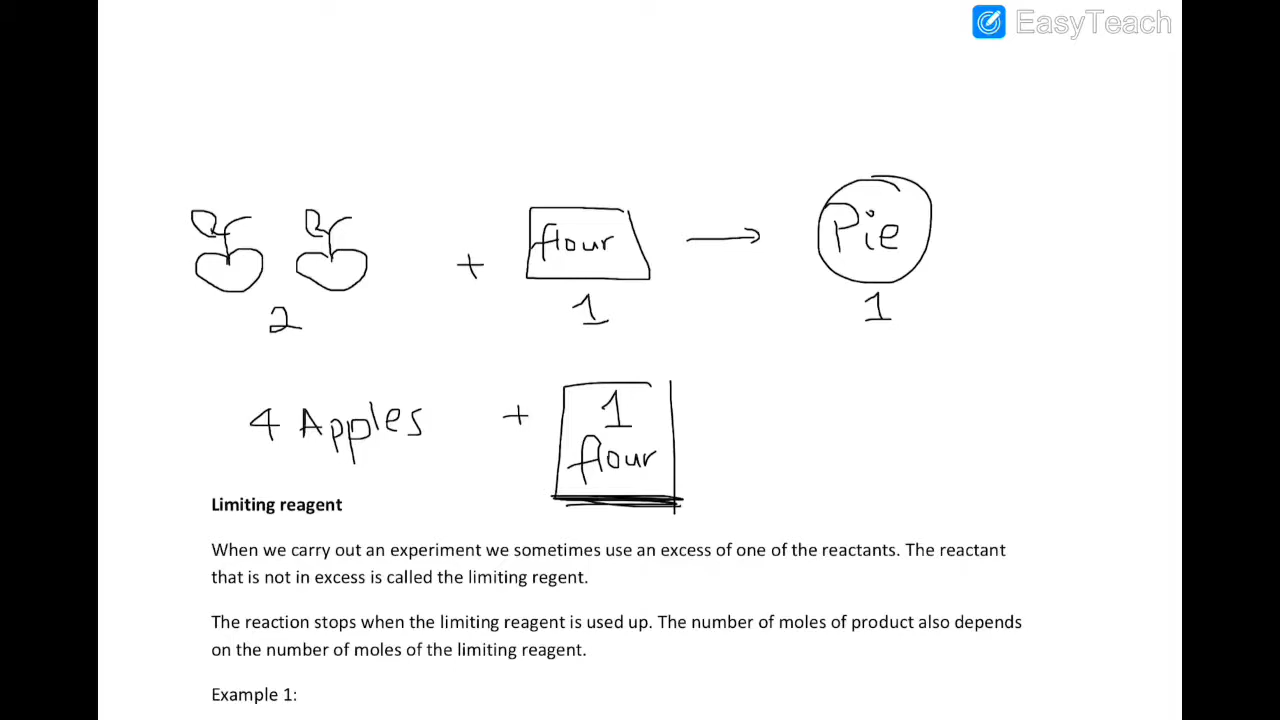 EasyTeach
+ flour → Pie
2 1 1
4 Apples + 1
flour
Limiting reagent
When we carry out an experiment we sometimes use an excess of one of the reactants. The reactant
that is not in excess is called the limiting regent.
The reaction stops when the limiting reagent is used up. The number of moles of product also depends
on the number of moles of the limiting reagent.
Example 1: